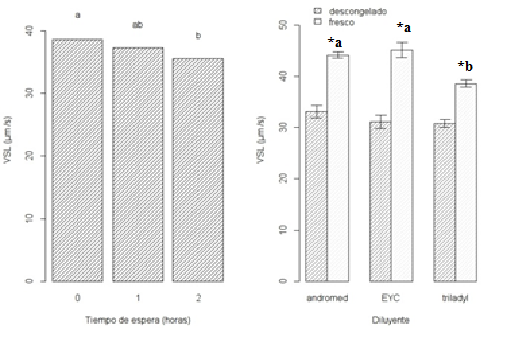 VSL (µm/s)
40
30
20
10
0
a
ab
b
0
1
2
Tiempo de espera (horas)
descongelado
fresco
VSL (µm/s)
50
40
30
20
10
0
*a
*a
*b
andromed
EYC
triladyl
Diluyente